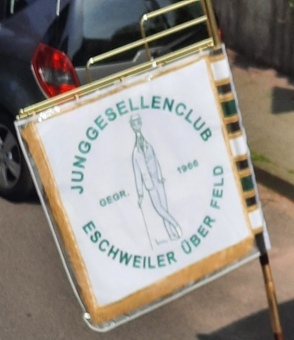 JUNGGESELLENCLUB
GEGR. 1966
ESCHWEILER ÜBER FELD